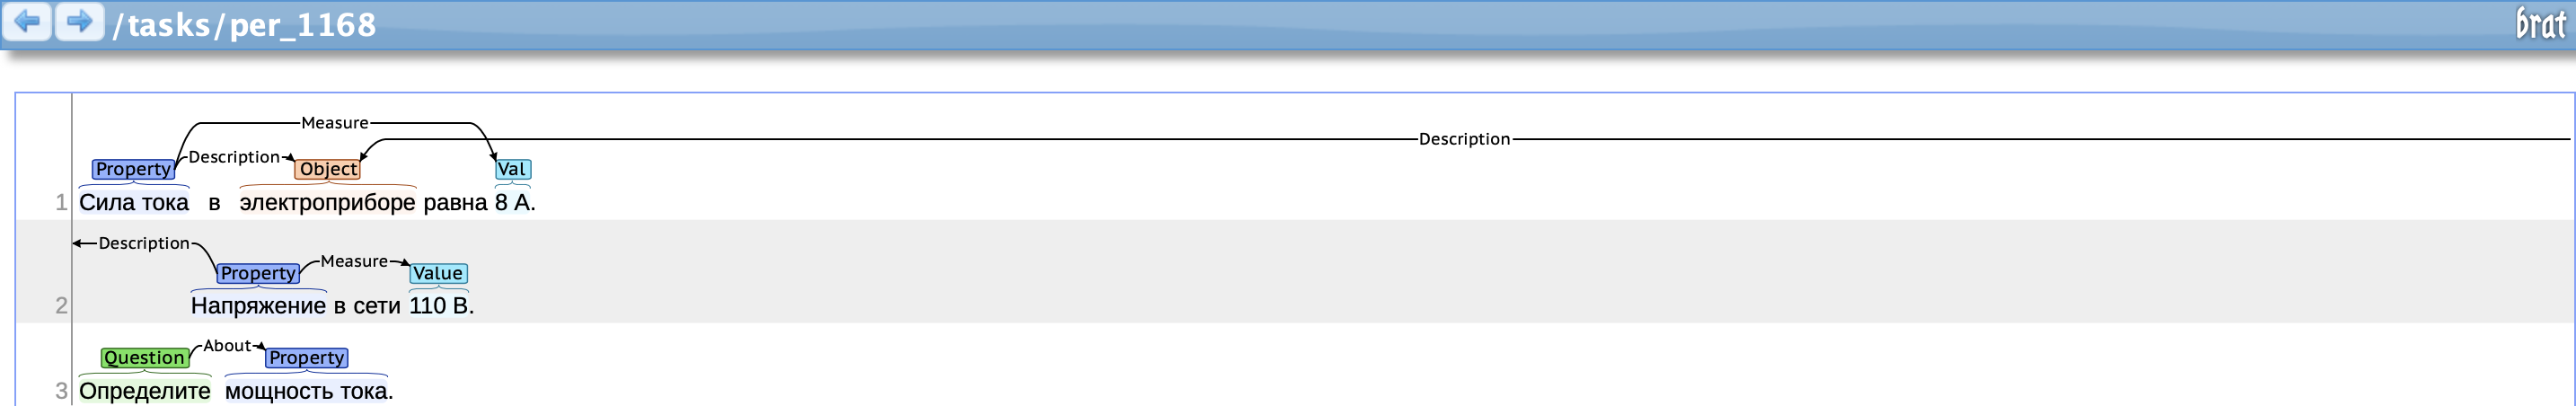 /tasks/per_1168
brat
Measure
Description
Description
Property
Object
Val
1 Сила тока в электроприборе равна 8 А.
Description
Measure
Property
Value
2 Напряжение в сети 110 В.
About
Question
Property
3 Определите мощность тока.